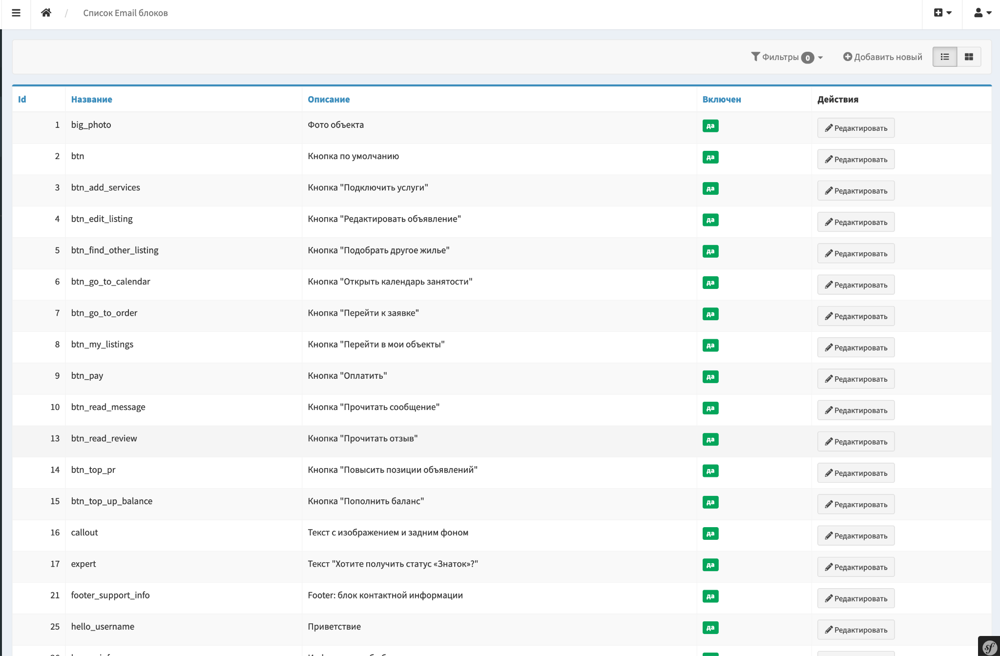 / Список Email блоков
Фильтры 0 Добавить новый
Id Название Описание Включен Действия
1 big_photo Фото объекта да Редактировать
2 btn Кнопка по умолчанию да Редактировать
3 btn_add_services Кнопка "Подключить услуги" да Редактировать
4 btn_edit_listing Кнопка "Редактировать объявление" да Редактировать
5 btn_find_other_listing Кнопка "Подобрать другое жилье" да Редактировать
6 btn_go_to_calendar Кнопка "Открыть календарь занятости" да Редактировать
7 btn_go_to_order Кнопка "Перейти к заявке" да Редактировать
8 btn_my_listings Кнопка "Перейти в мои объекты" да Редактировать
9 btn_pay Кнопка "Оплатить" да Редактировать
10 btn_read_message Кнопка "Прочитать сообщение" да Редактировать
13 btn_read_review Кнопка "Прочитать отзыв" да Редактировать
14 btn_top_pr Кнопка "Повысить позиции объявлений" да Редактировать
15 btn_top_up_balance Кнопка "Пополнить баланс" да Редактировать
16 callout Текст с изображением и задним фоном да Редактировать
17 expert Текст "Хотите получить статус «Знаток»?" да Редактировать
21 footer_support_info Footer: блок контактной информации да Редактировать
25 hello_username Приветствие да Редактировать
sf